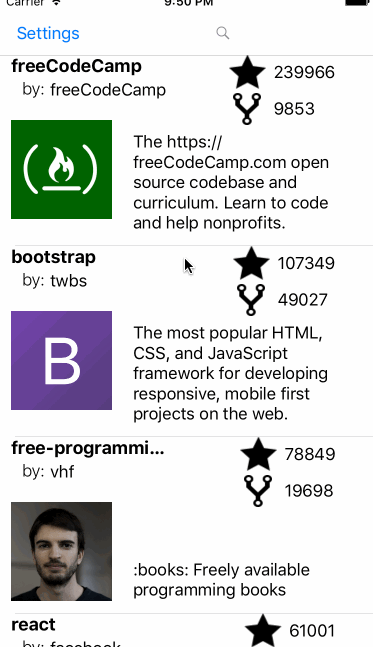 Carrier 9:50 PM
Settings
freeCodeCamp 239966
by: freeCodeCamp 9853
The https://
freeCodeCamp.com open
source codebase and
curriculum. Learn to code
and help nonprofits.
bootstrap 107349
by: twbs 49027
B
The most popular HTML,
CSS, and JavaScript
framework for developing
responsive, mobile first
projects on the web.
free-programmi... 78849
by: vhf 19698
:books: Freely available
programming books
react 61001
by: facebook